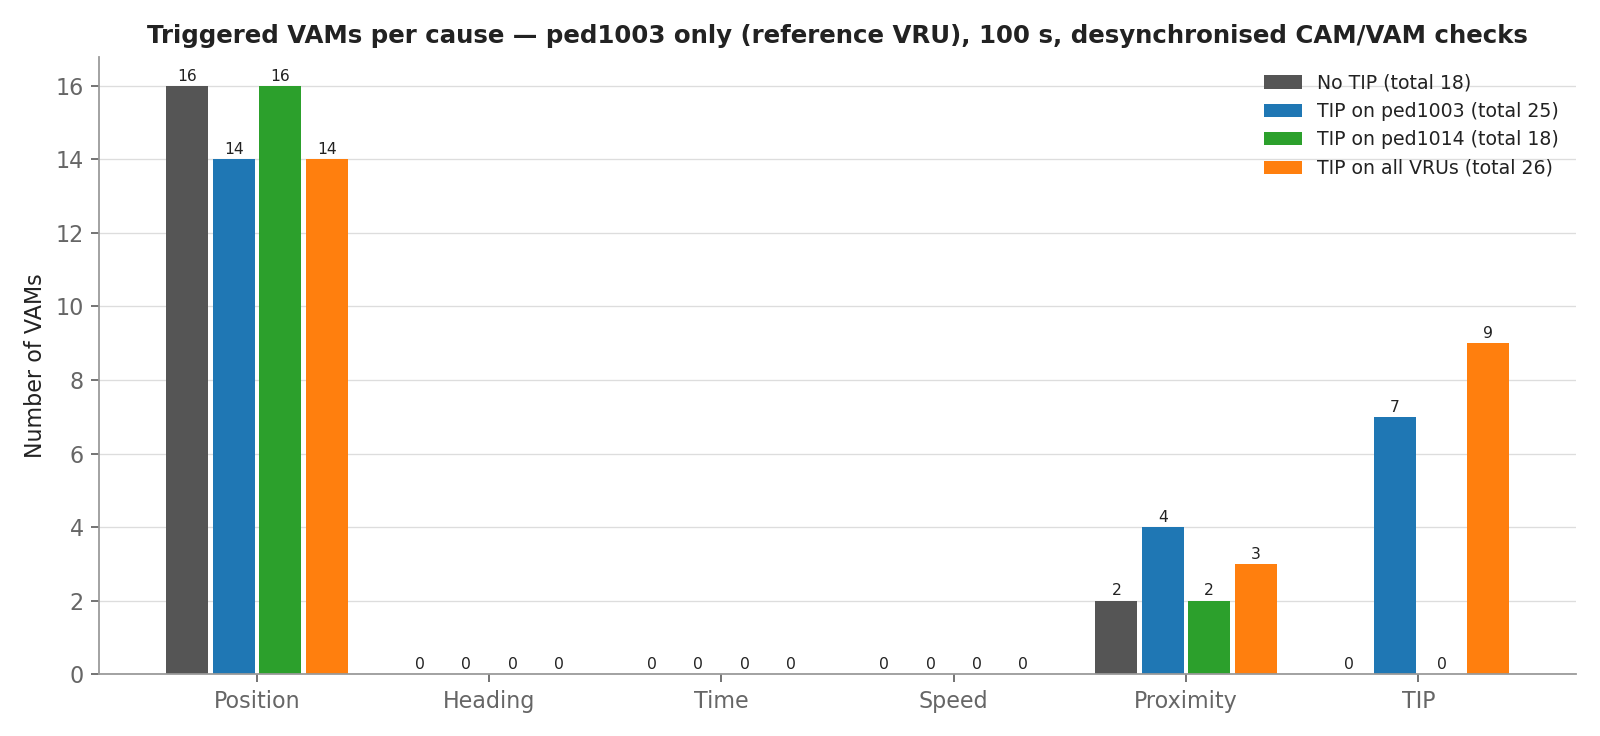 Triggered VAMs per cause — ped1003 only (reference VRU), 100 s, desynchronised CAM/VAM checks
No TIP (total 18)
TIP on ped1003 (total 25)
TIP on ped1014 (total 18)
TIP on all VRUs (total 26)
Number of VAMs
16
14
12
10
8
6
4
2
0
16 14 16 14
0 0 0 0
0 0 0 0
0 0 0 0
2 4 2 3
0 7 0 9
Position Heading Time Speed Proximity TIP